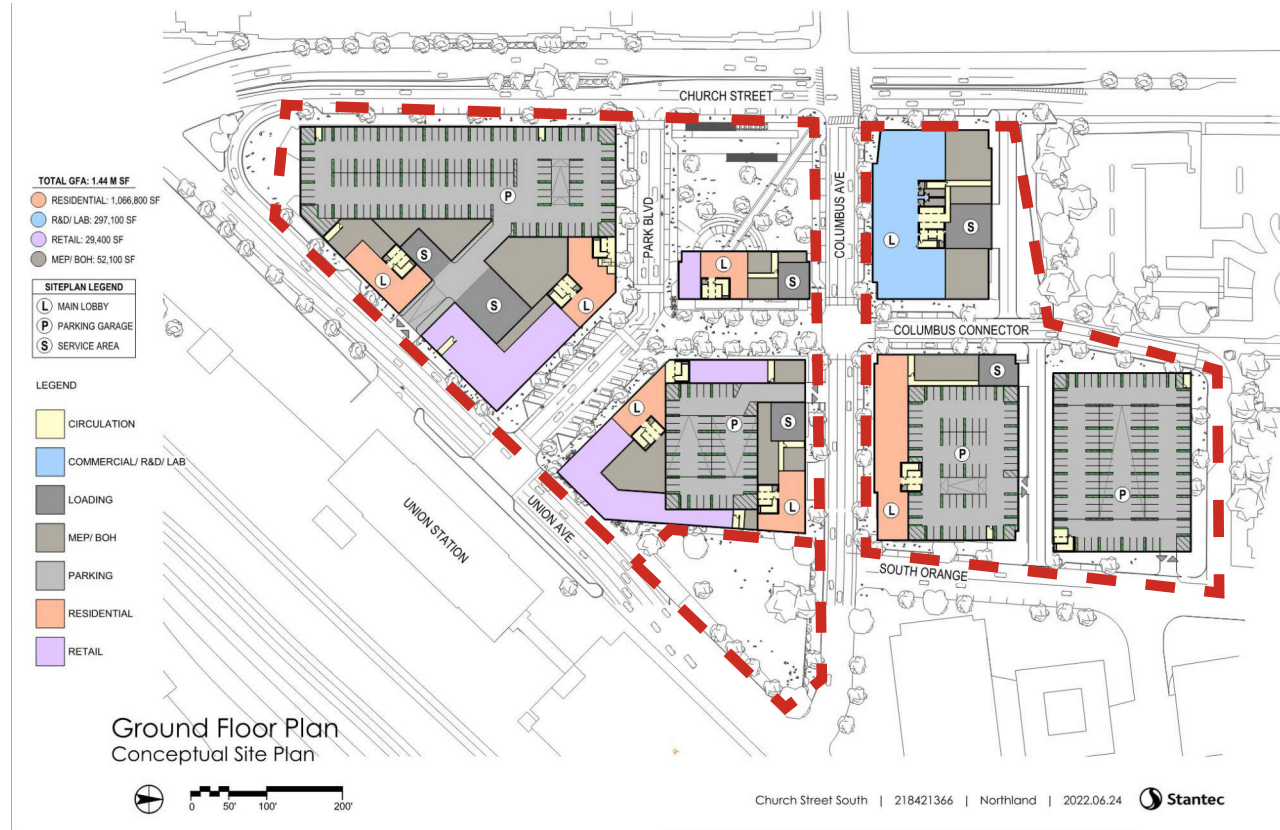 CHURCH STREET
TOTAL GFA: 1.44 M SF
RESIDENTIAL: 1,066,800 SF
R&D/ LAB: 297,100 SF
RETAIL: 29,400 SF
MEP/ BOH: 52,100 SF
SITEPLAN LEGEND
L MAIN LOBBY
P PARKING GARAGE
S SERVICE AREA
LEGEND
CIRCULATION
COMMERCIAL/ R&D/ LAB
LOADING
MEP/ BOH
PARKING
RESIDENTIAL
RETAIL
P
S
L
S
L
PARK BLVD
L
S
COLUMBUS AVE
L
S
COLUMBUS CONNECTOR
L
P
S
L
S
P
L
P
UNION STATION
UNION AVE
SOUTH ORANGE
Ground Floor Plan
Conceptual Site Plan
0 50' 100' 200'
Church Street South | 218421366 | Northland | 2022.06.24 Stantec